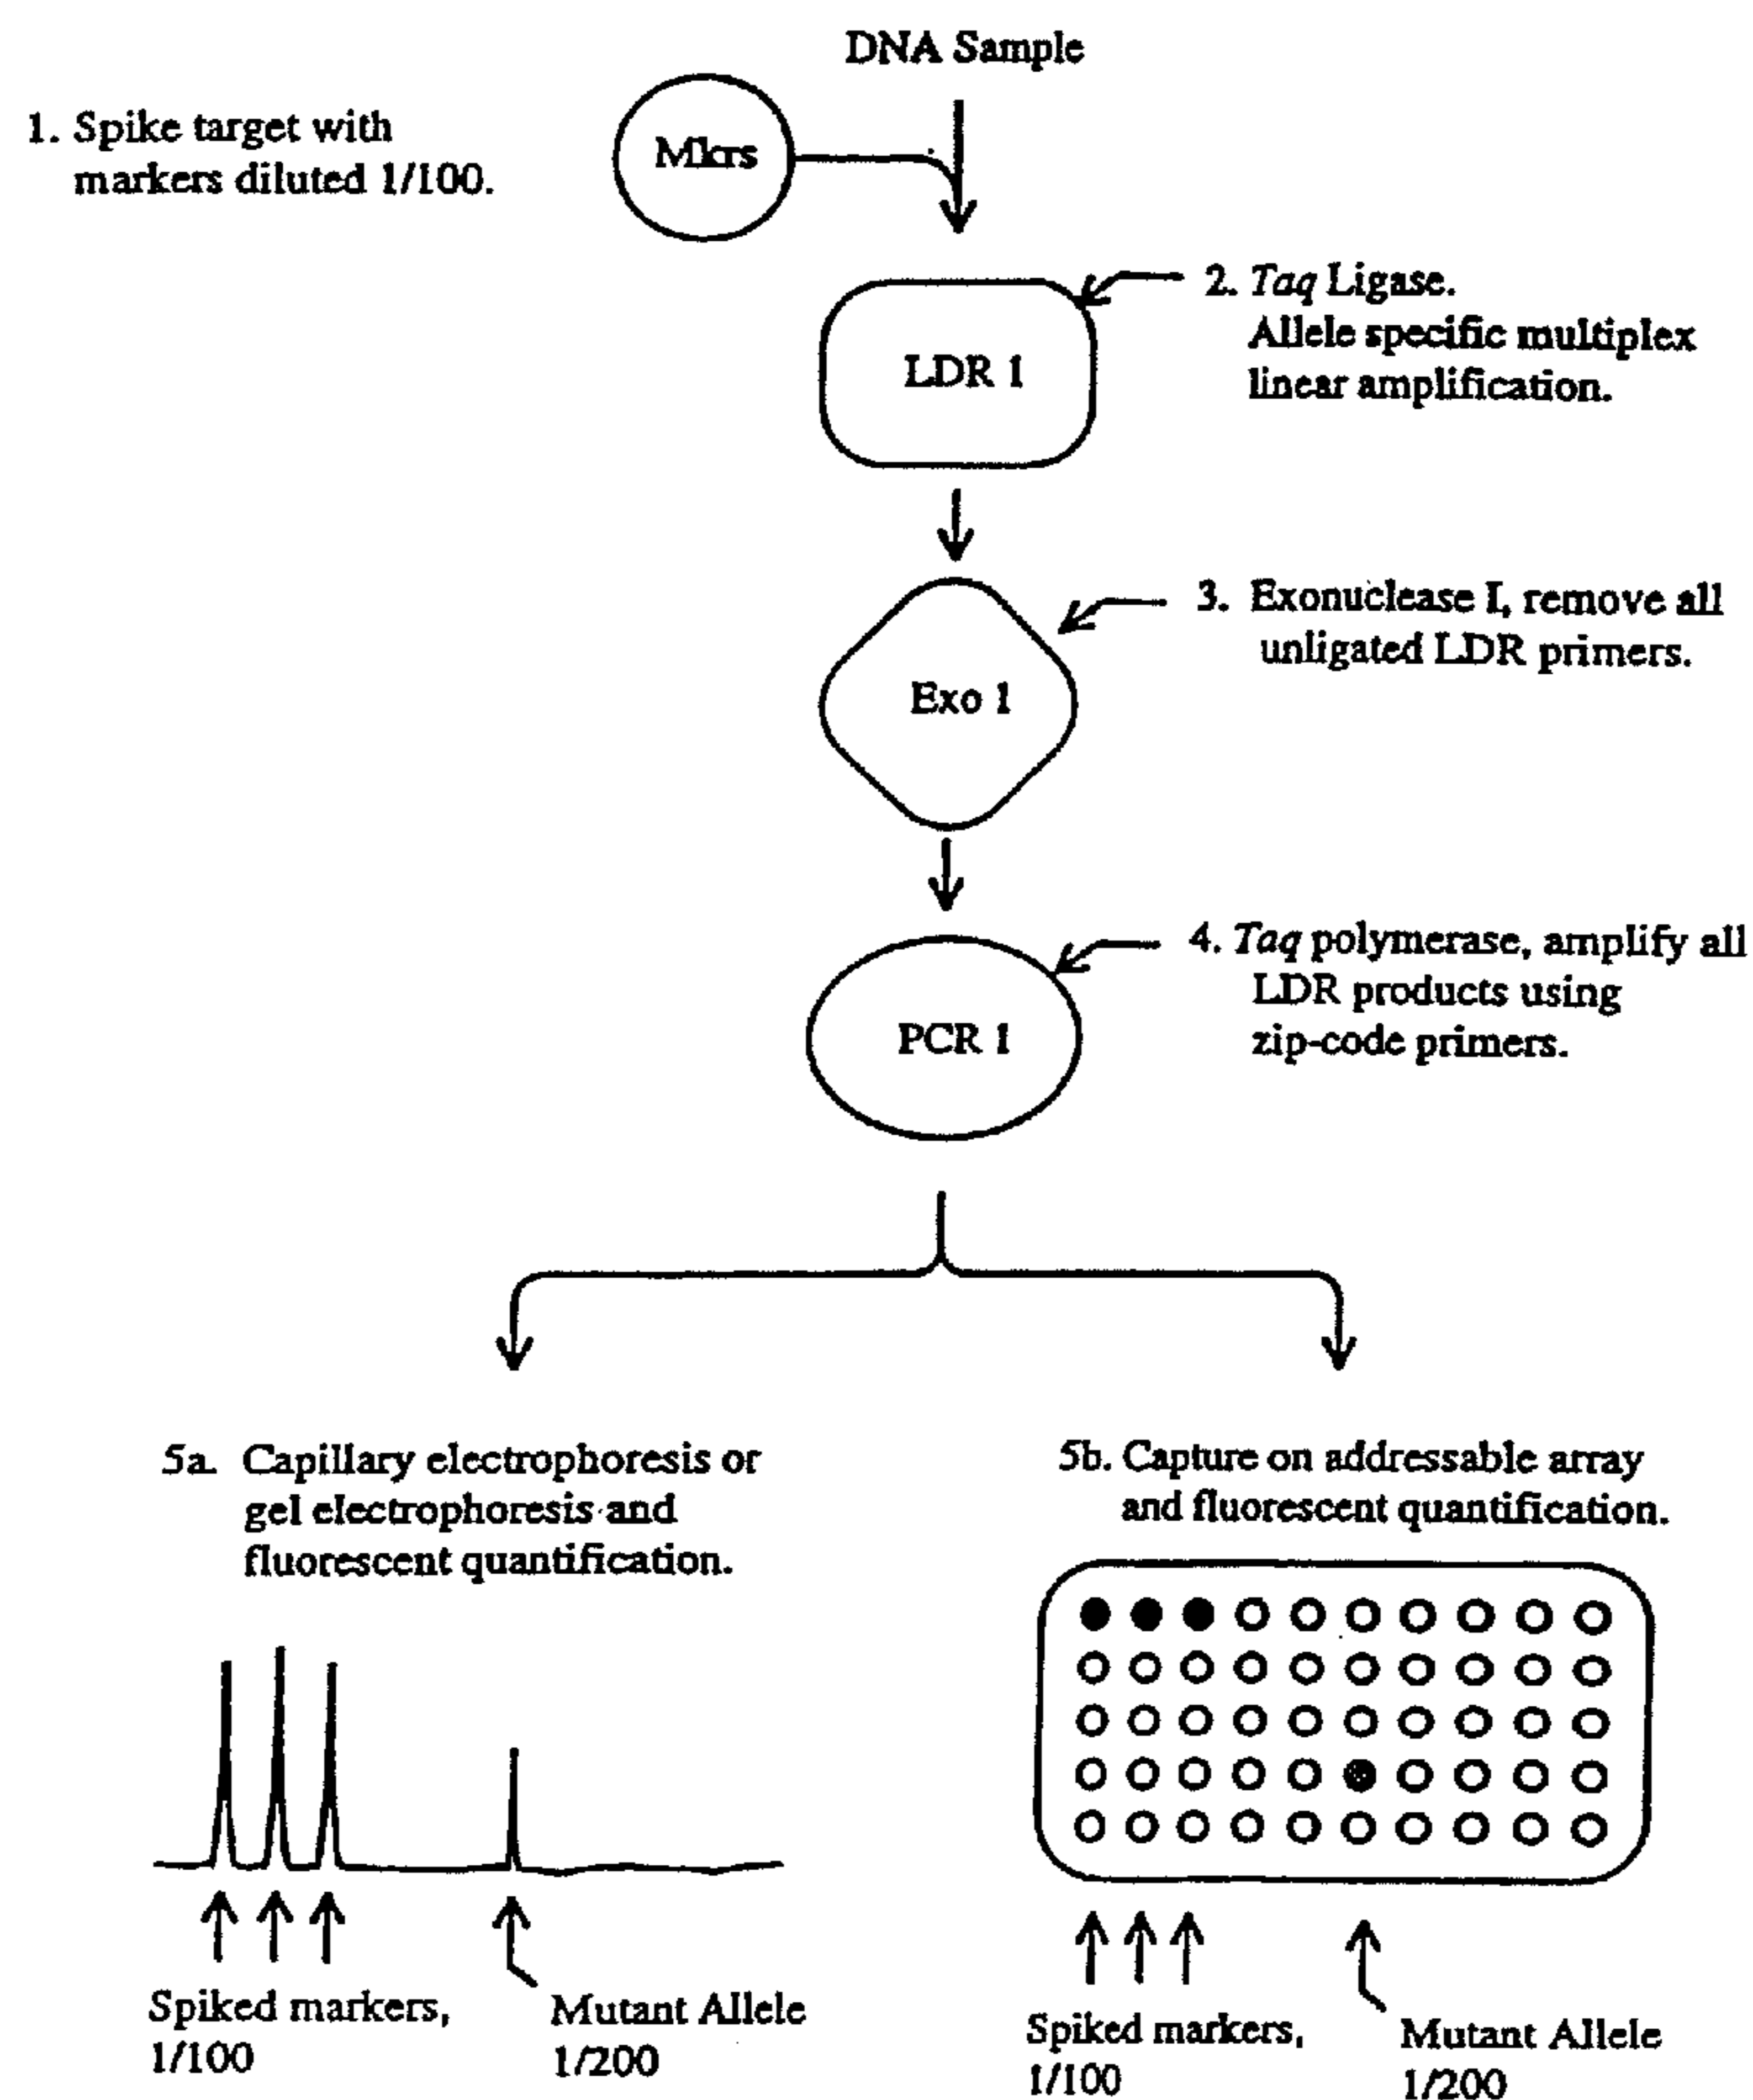 DNA Sample
1. Spike target with
markers diluted 1/100.
Mkrs
2. Taq Ligase.
Allele specific multiplex
linear amplification.
LDR 1
3. Exonuclease I, remove all
unligated LDR primers.
Exo 1
4. Taq polymerase, amplify all
LDR products using
zip-code primers.
PCR 1
5a. Capillary electrophoresis or
gel electrophoresis and
fluorescent quantification.
5b. Capture on addressable array
and fluorescent quantification.
Spiked markers,
1/100
Mutant Allele
1/200
Spiked markers,
1/100
Mutant Allele
1/200